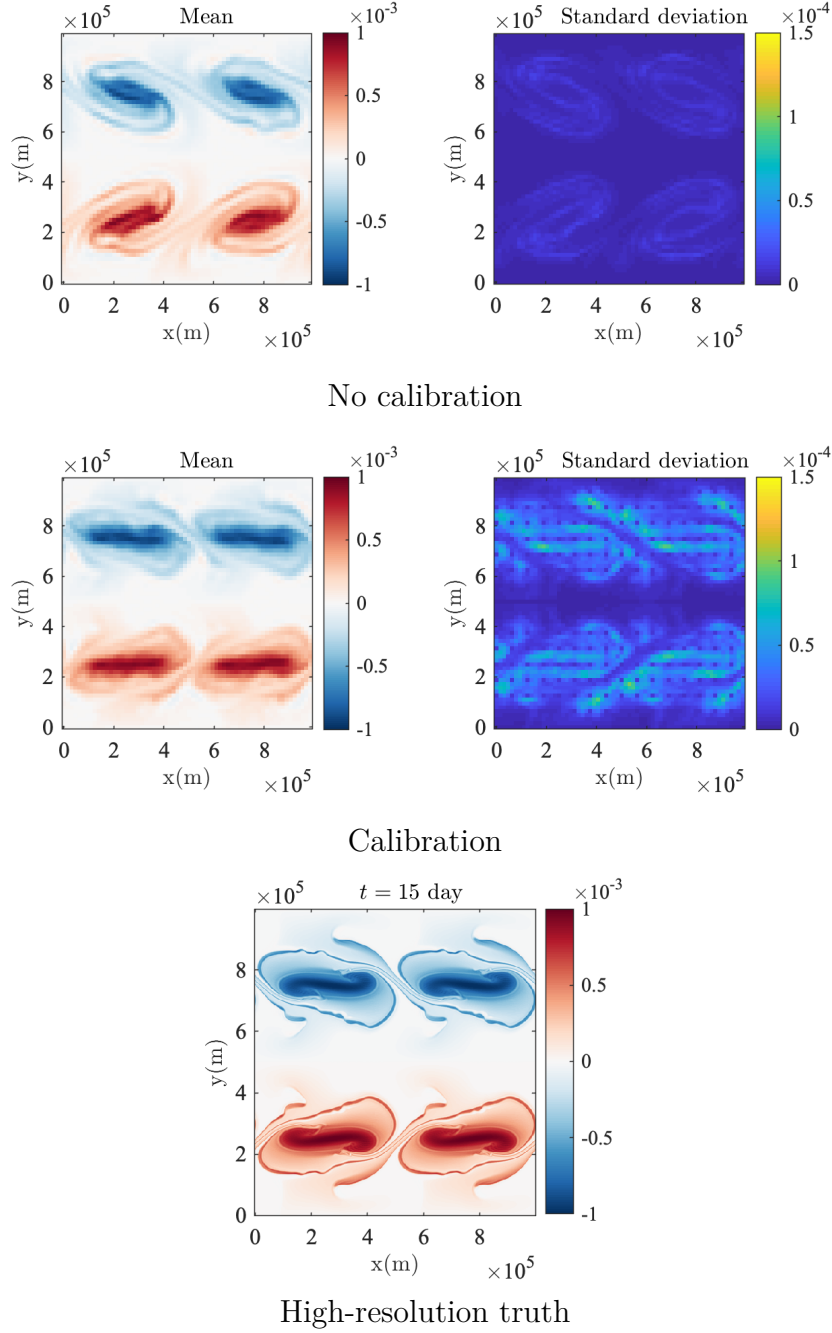 ×10⁵ Mean ×10⁻³
1
8
0.5
6
y(m)
0
4
-0.5
2
0
-1
0 2 4 6 8
x(m) ×10⁵
Standard deviation ×10⁻⁴
×10⁵
1.5
8
1
6
y(m)
4
0.5
2
0
0
0 2 4 6 8
x(m) ×10⁵
No calibration
×10⁵ Mean ×10⁻³
1
8
0.5
6
y(m)
0
4
-0.5
2
0
-1
0 2 4 6 8
x(m) ×10⁵
Standard deviation ×10⁻⁴
×10⁵
1.5
8
1
6
y(m)
4
0.5
2
0
0
0 2 4 6 8
x(m) ×10⁵
Calibration
×10⁵ t = 15 day ×10⁻³
1
8
0.5
6
y(m)
0
4
-0.5
2
0
-1
0 2 4 6 8
x(m) ×10⁵
High-resolution truth